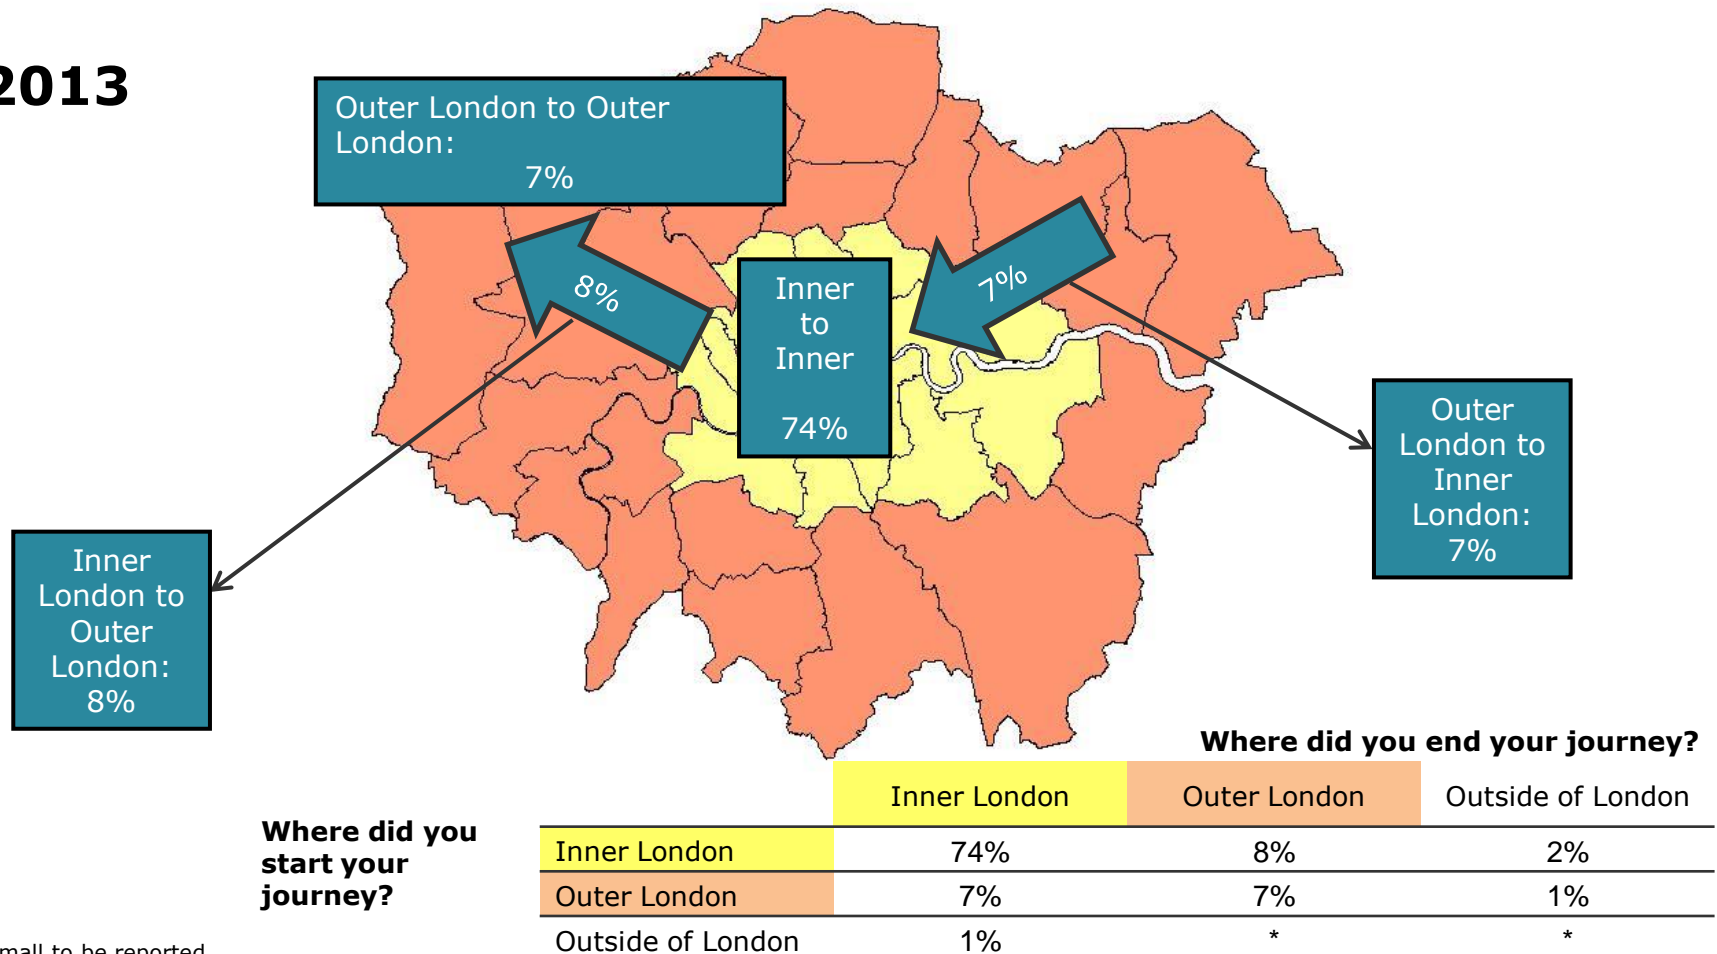 2013
Outer London to Outer
London:
7%
8%
7%
Inner
to
Inner
74%
Outer
London to
Inner
London:
7%
Inner
London to
Outer
London:
8%
Where did you end your journey?
Inner London Outer London Outside of London
Where did you
start your
journey?
Inner London 74% 8% 2%
Outer London 7% 7% 1%
Outside of London 1% * *
to be reported